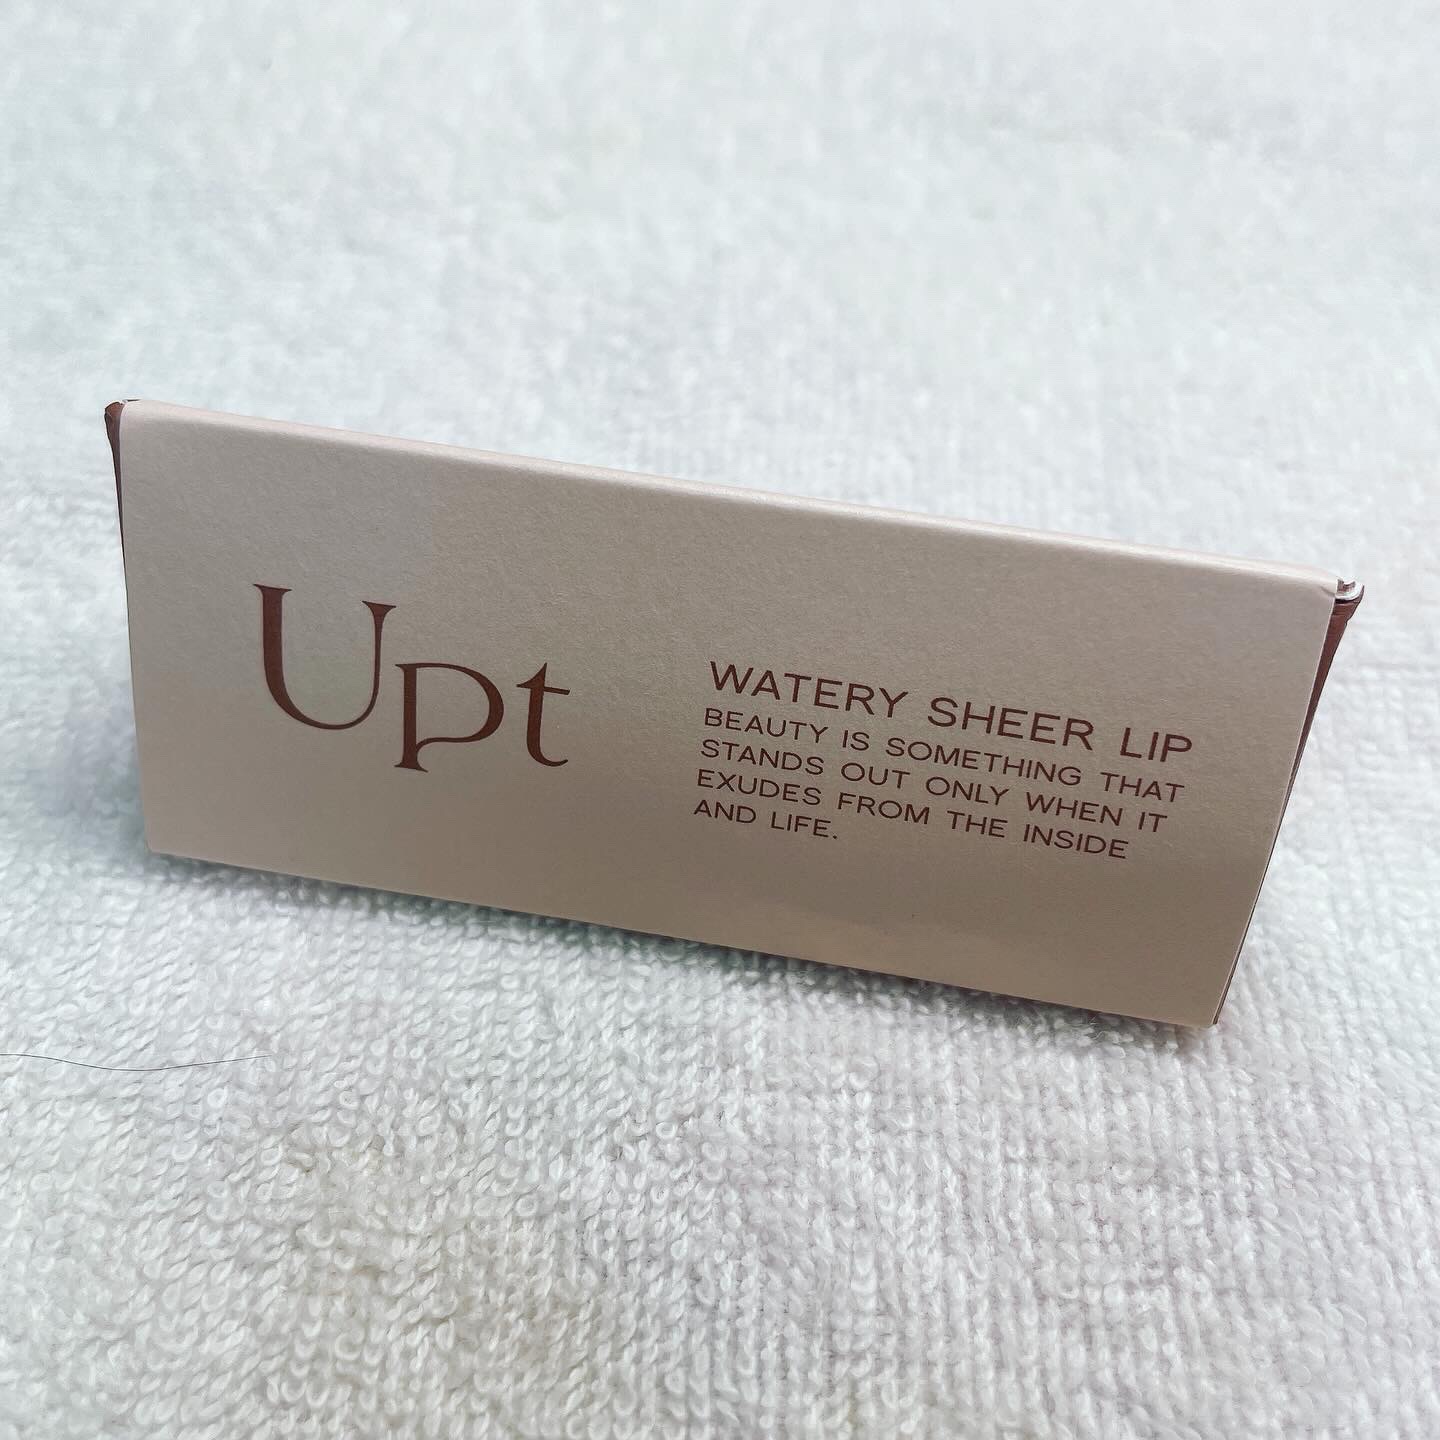 Upt
WATERY SHEER LIP
BEAUTY IS SOMETHING THAT
STANDS OUT ONLY WHEN IT
EXUDES FROM THE INSIDE
AND LIFE.